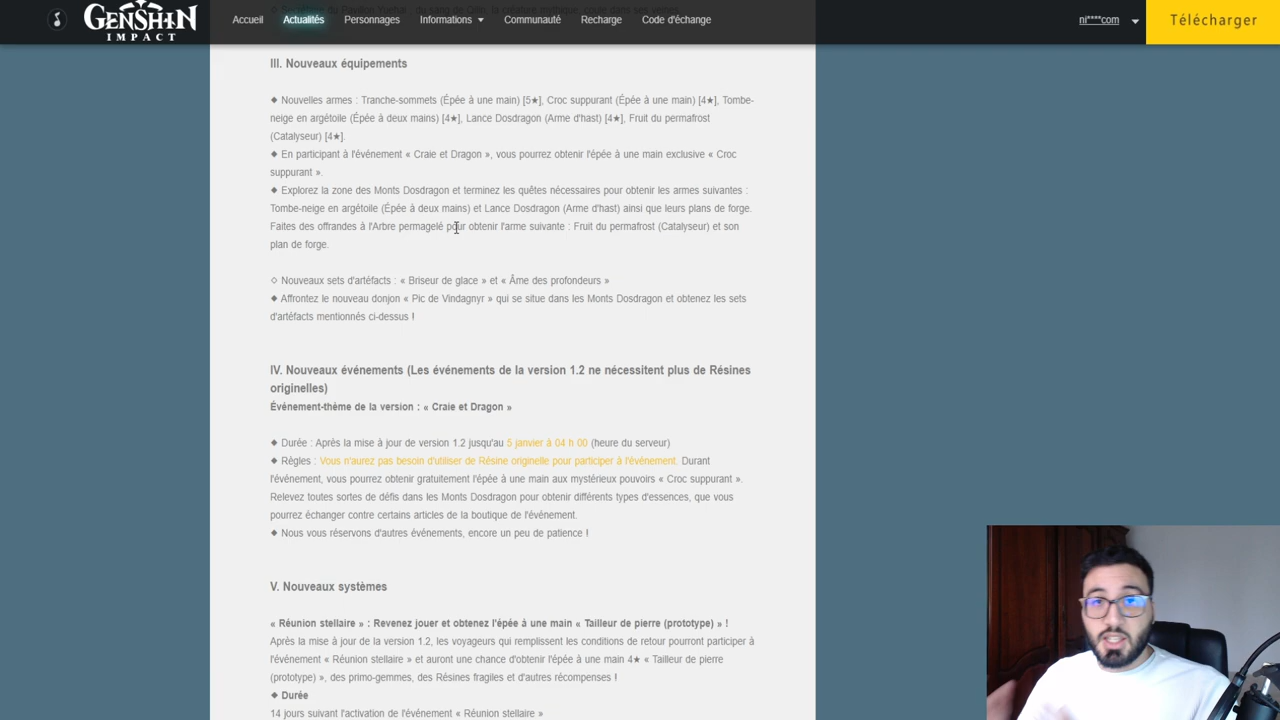 GENSHIN
IMPACT
Accueil
Actualités
Personnages
Informations
Communauté
Recharge
Code d'échange
ni****com
Télécharger
III. Nouveaux équipements
◆ Nouvelles armes : Tranche-sommets (Épée à une main) [5★], Croc suppurant (Épée à une main) [4★], Tombe-
neige en argétoile (Épée à deux mains) [4★], Lance Dosdragon (Arme d'hast) [4★], Fruit du permafrost
(Catalyseur) [4★].
◆ En participant à l'événement « Craie et Dragon », vous pourrez obtenir l'épée à une main exclusive « Croc
suppurant ».
◆ Explorez la zone des Monts Dosdragon et terminez les quêtes nécessaires pour obtenir les armes suivantes :
Tombe-neige en argétoile (Épée à deux mains) et Lance Dosdragon (Arme d'hast) ainsi que leurs plans de forge.
Faites des offrandes à l'Arbre permagelé pour obtenir l'arme suivante : Fruit du permafrost (Catalyseur) et son
plan de forge.
◇ Nouveaux sets d'artéfacts : « Briseur de glace » et « Âme des profondeurs »
◆ Affrontez le nouveau donjon « Pic de Vindagnyr » qui se situe dans les Monts Dosdragon et obtenez les sets
d'artéfacts mentionnés ci-dessus !
IV. Nouveaux événements (Les événements de la version 1.2 ne nécessitent plus de Résines
originelles)
Événement-thème de la version : « Craie et Dragon »
◆ Durée : Après la mise à jour de version 1.2 jusqu'au 5 janvier à 04 h 00 (heure du serveur)
◆ Règles : Vous n'aurez pas besoin d'utiliser de Résine originelle pour participer à l'événement. Durant
l'événement, vous pourrez obtenir gratuitement l'épée à une main aux mystérieux pouvoirs « Croc suppurant ».
Relevez toutes sortes de défis dans les Monts Dosdragon pour obtenir différents types d'essences, que vous
pourrez échanger contre certains articles de la boutique de l'événement.
◆ Nous vous réservons d'autres événements, encore un peu de patience !
V. Nouveaux systèmes
« Réunion stellaire » : Revenez jouer et obtenez l'épée à une main « Tailleur de pierre (prototype) » !
Après la mise à jour de la version 1.2, les voyageurs qui remplissent les conditions de retour pourront participer à
l'événement « Réunion stellaire » et auront une chance d'obtenir l'épée à une main 4★ « Tailleur de pierre
(prototype) », des primo-gemmes, des Résines fragiles et d'autres récompenses !
◆ Durée
14 jours suivant l'activation de l'événement « Réunion stellaire »